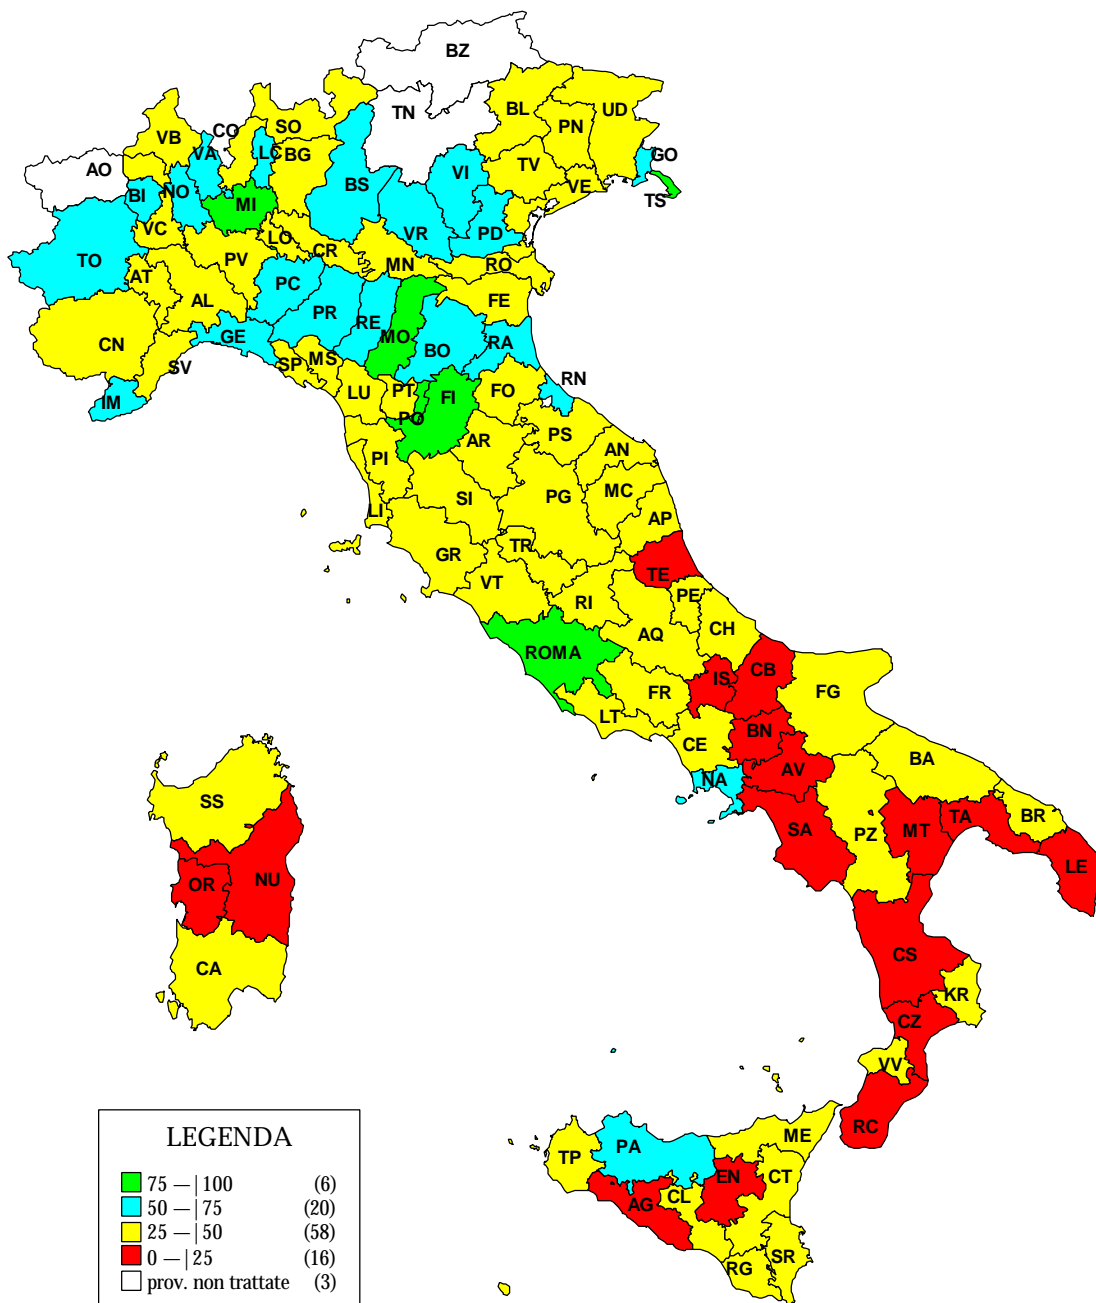 BZ
TN
BL
UD
PN
VB
CO
SO
VA
LC
BG
TV
GO
AO
BI
NO
BS
VI
VE
TS
MI
VC
LO
VR
PD
TO
PV
CR
MN
RO
AT
PC
AL
PR
FE
RE
GE
MO
BO
RA
CN
SV
SP
MS
IM
LU
PT
FI
FO
RN
PO
AR
PS
AN
PI
SI
PG
MC
LI
AP
GR
TR
TE
VT
RI
PE
AQ
CH
ROMA
IS
CB
FR
FG
LT
CE
BN
NA
AV
BA
SS
SA
PZ
MT
TA
BR
LE
OR
NU
CA
CS
KR
CZ
VV
RC
TP
PA
ME
EN
CT
AG
CL
RG
SR
LEGENDA
75 —|100 (6)
50 —|75 (20)
25 —|50 (58)
0 —|25 (16)
prov. non trattate (3)